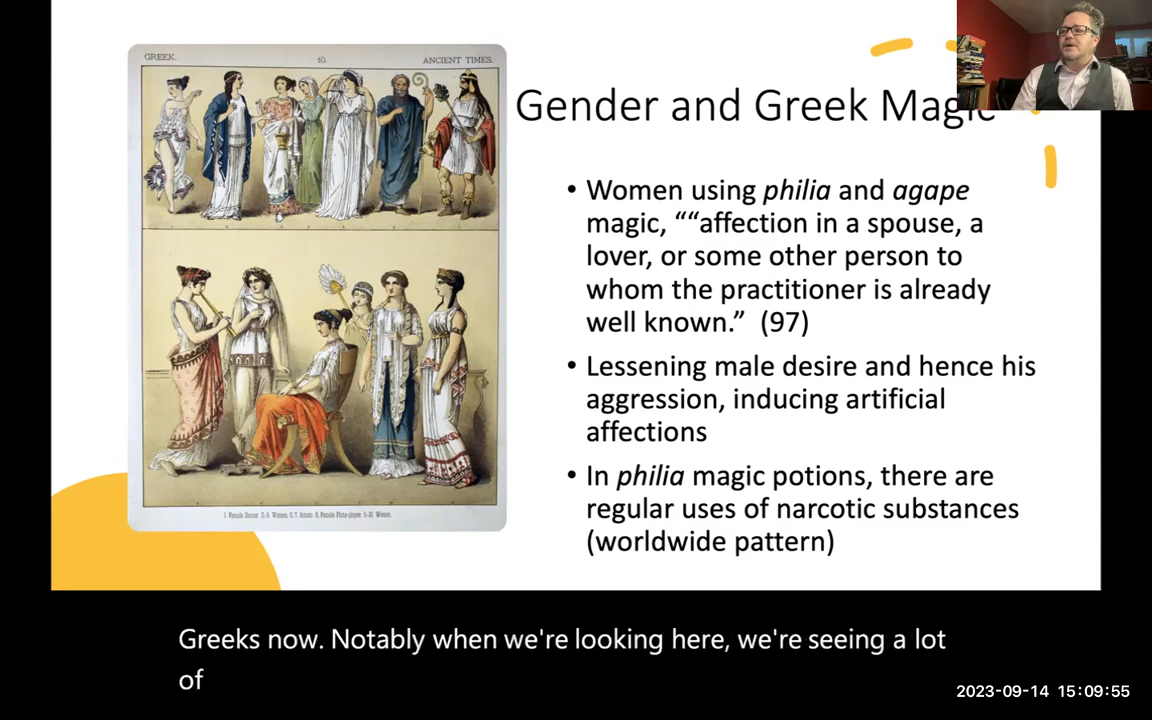 GREEK.
10.
ANCIENT TIMES.
Gender and Greek Magic
• Women using philia and agape
magic, ““affection in a spouse, a
lover, or some other person to
whom the practitioner is already
well known.” (97)
• Lessening male desire and hence his
aggression, inducing artificial
affections
• In philia magic potions, there are
regular uses of narcotic substances
(worldwide pattern)
Greeks now. Notably when we're looking here, we're seeing a lot
of
2023-09-14 15:09:55